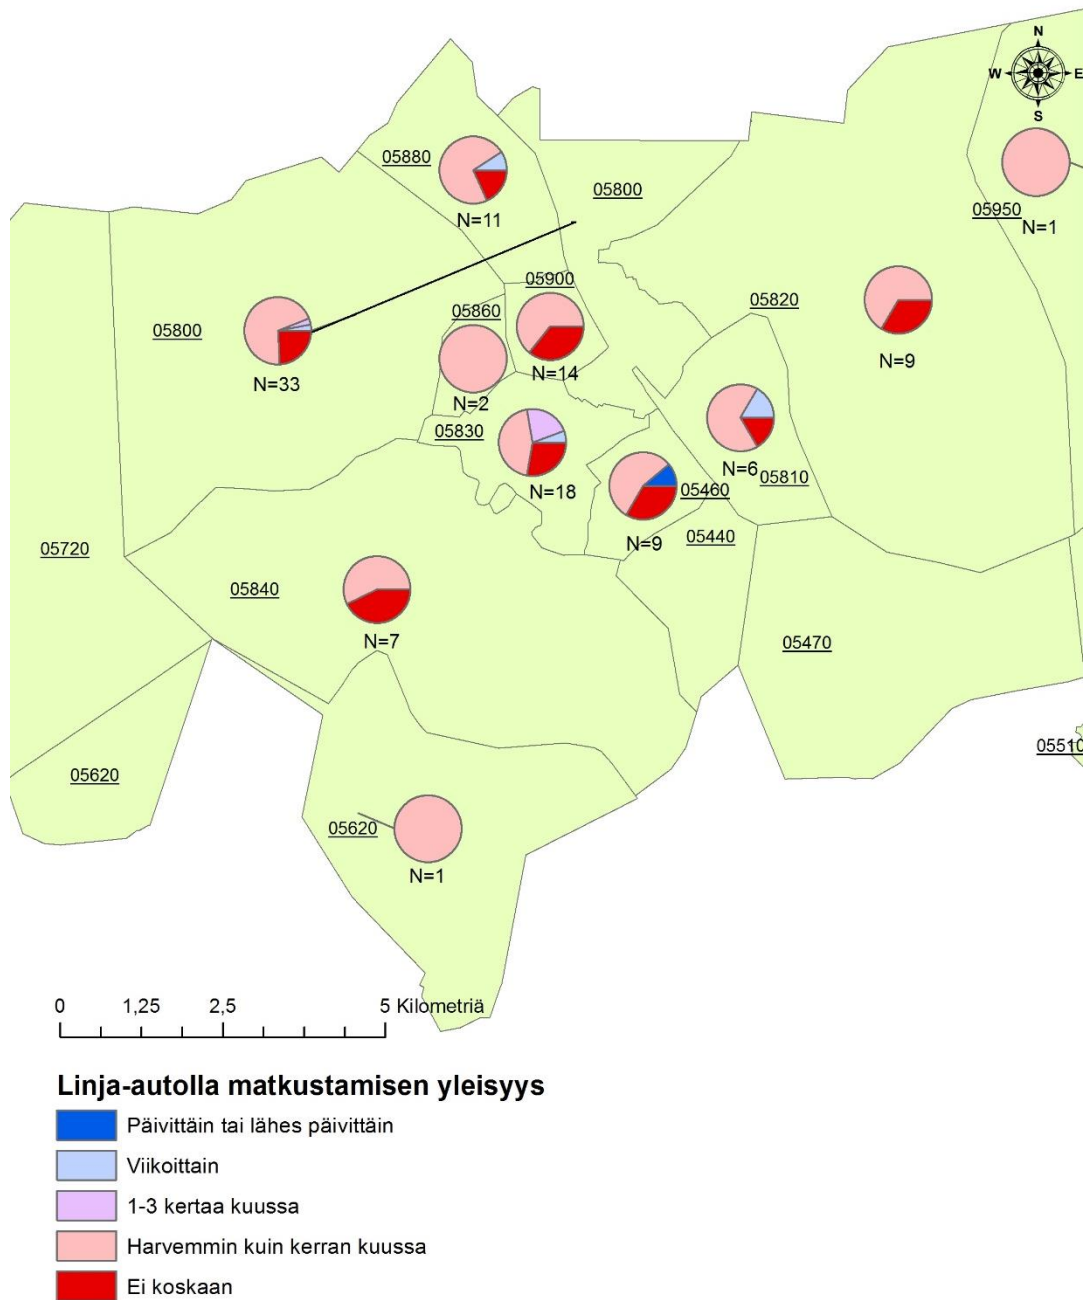 N
W E
S
05880
N=11
05800
05950
N=1
05900
05820
05800
05860
N=33
N=14
N=9
N=2
05830
N=6
05810
N=18
05460
N=9
05440
05720
05840
N=7
05470
05510
05620
05620
N=1
0 1,25 2,5 5 Kilometriä
Linja-autolla matkustamisen yleisyys
Päivittäin tai lähes päivittäin
Viikoittain
1-3 kertaa kuussa
Harvemmin kuin kerran kuussa
Ei koskaan